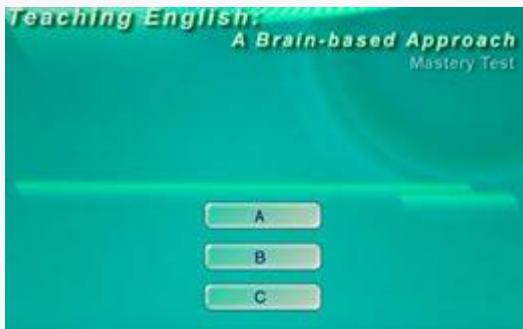 Teaching English:
A Brain-based Approach
Mastery Test
A
B
C